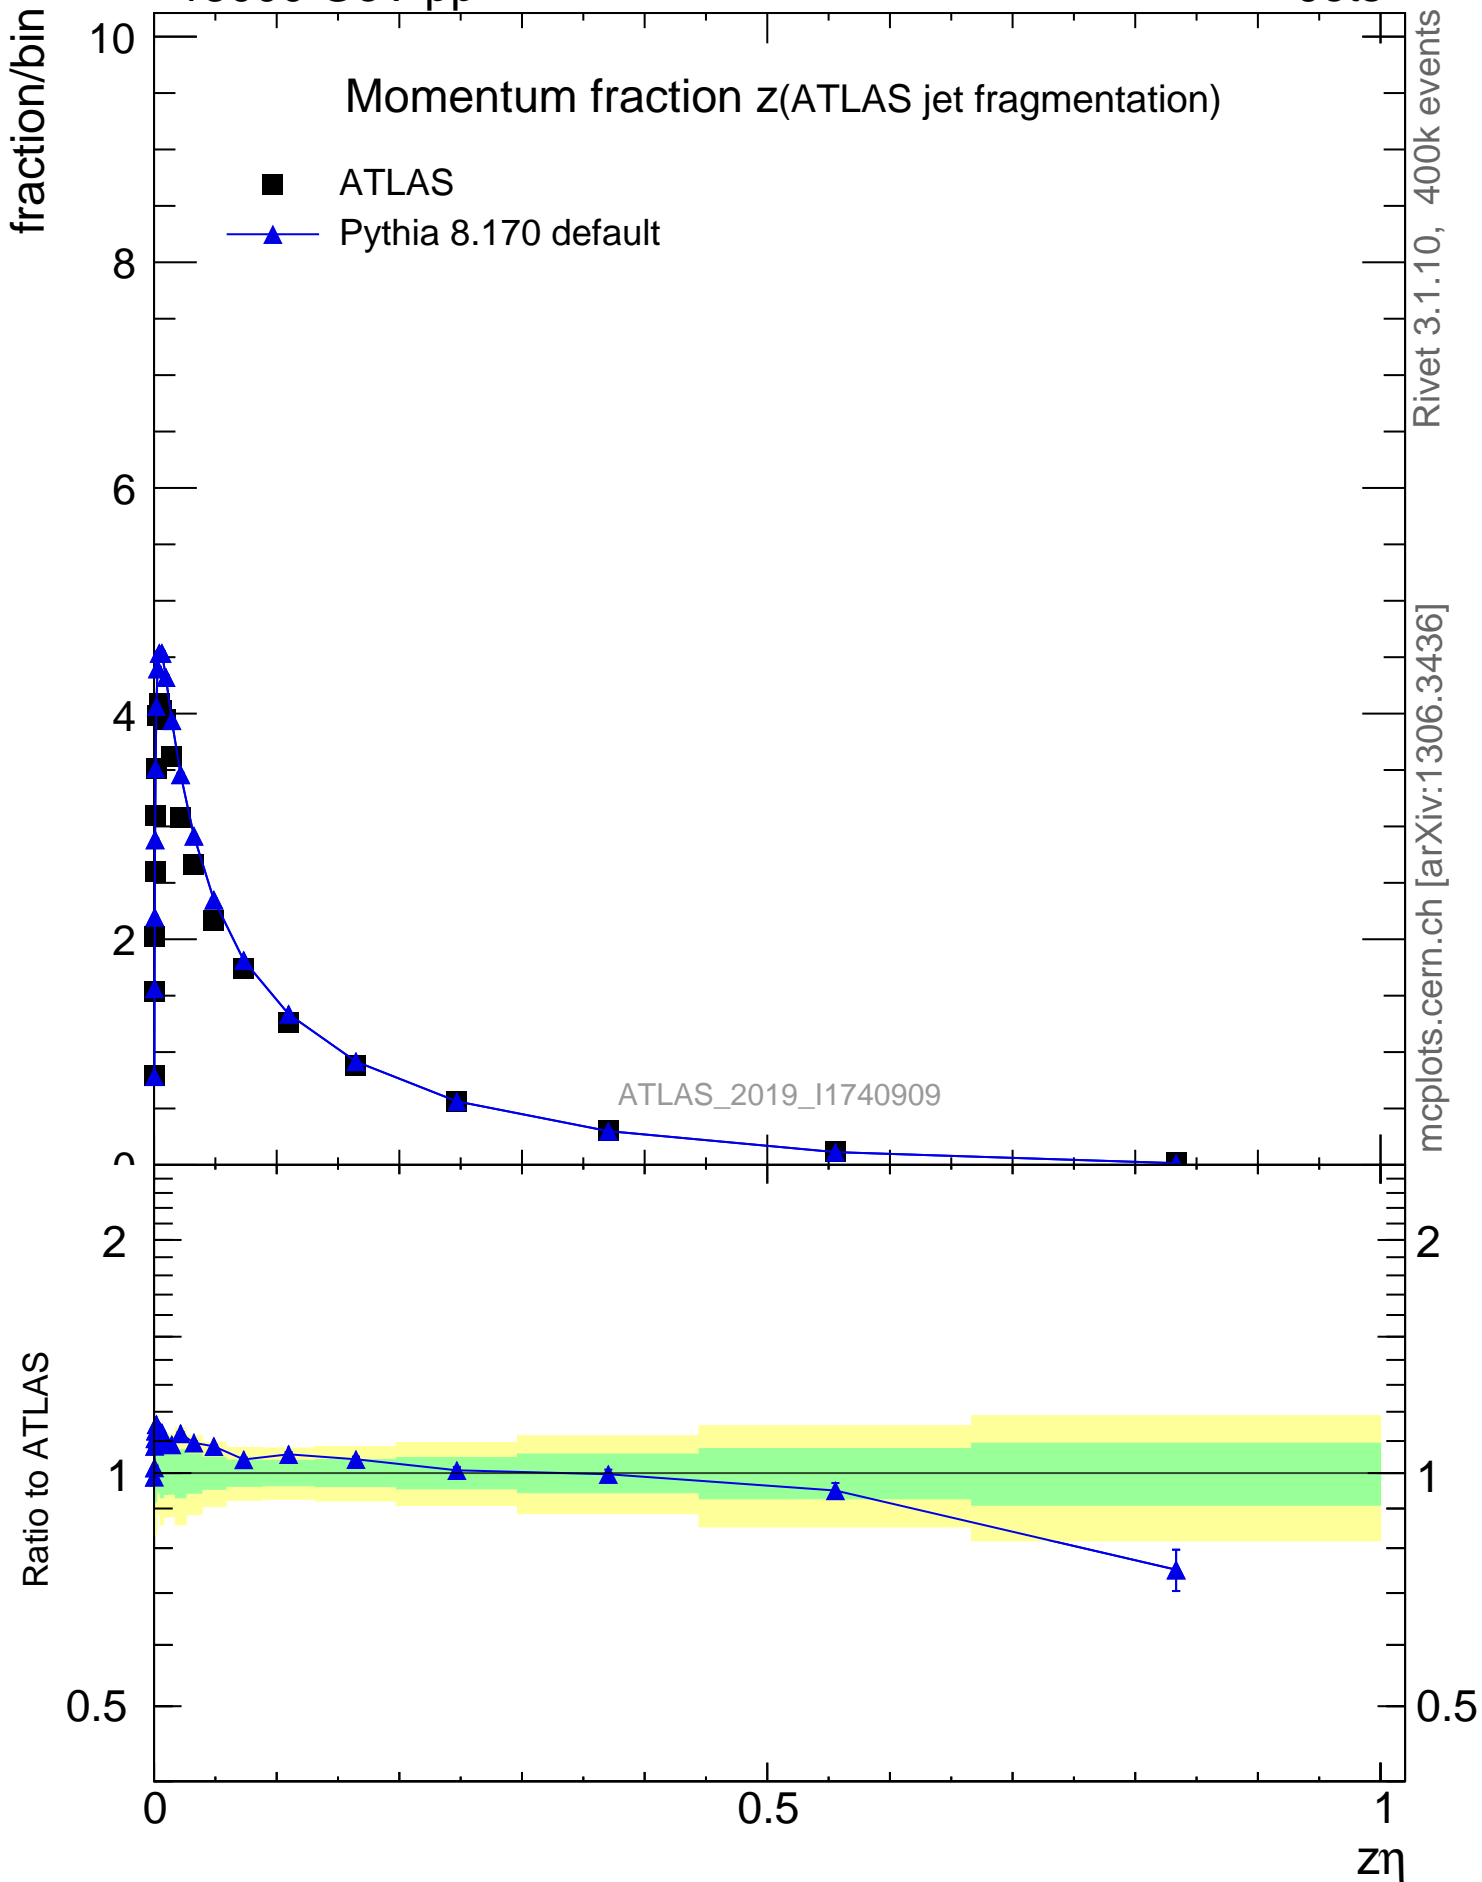 fraction/bin
Momentum fraction z(ATLAS jet fragmentation)
ATLAS
Pythia 8.170 default
10
8
6
4
2
0
ATLAS_2019_I1740909
Rivet 3.1.10, 400k events
mcplots.cern.ch [arXiv:1306.3436]
Ratio to ATLAS
2
1
0.5
2
1
0.5
0
0.5
1
zη